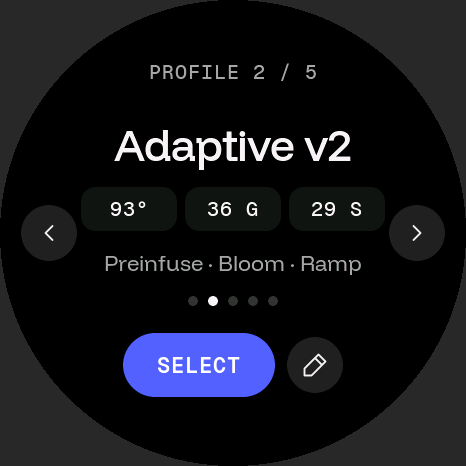 PROFILE 2 / 5
Adaptive v2
93° 36 G 29 S
Preinfuse · Bloom · Ramp
SELECT